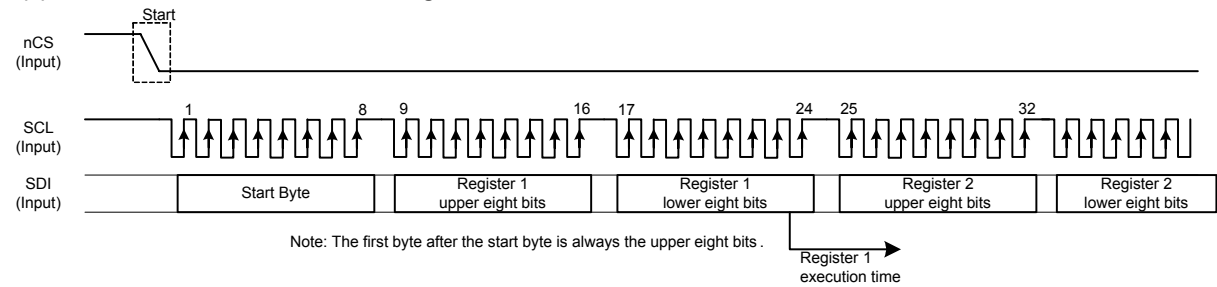 Start
nCS
(Input)
1 8 9 16 17 24 25 32
SCL
(Input)
SDI
(Input)
Start Byte
Register 1
upper eight bits
Register 1
lower eight bits
Register 2
upper eight bits
Register 2
lower eight bits
Note: The first byte after the start byte is always the upper eight bits .
Register 1
execution time